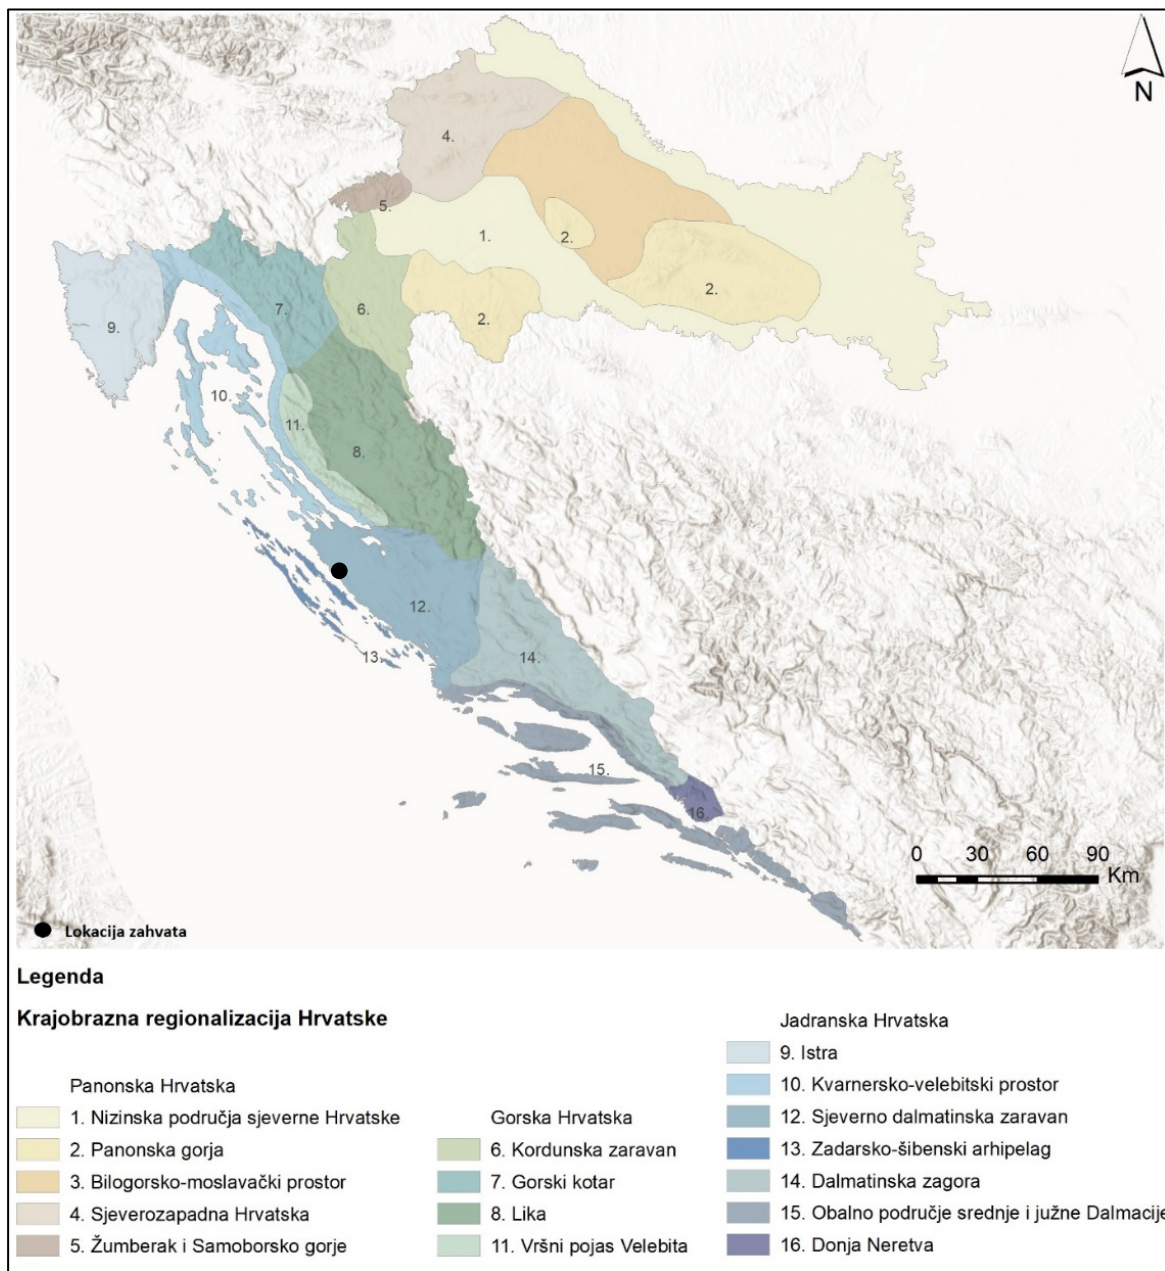 N
4.
5.
1.
2.
2.
7.
6.
9.
2.
10.
11.
8.
12.
13.
14.
15.
16.
0 30 60 90
Km
Lokacija zahvata
Legenda
Krajobrazna regionalizacija Hrvatske
Panonska Hrvatska
1. Nizinska područja sjeverne Hrvatske
2. Panonska gorja
3. Bilogorsko-moslavački prostor
4. Sjeverozapadna Hrvatska
5. Žumberak i Samoborsko gorje
Gorska Hrvatska
6. Kordunska zaravan
7. Gorski kotar
8. Lika
11. Vršni pojas Velebita
Jadranska Hrvatska
9. Istra
10. Kvarnersko-velebitski prostor
12. Sjeverno dalmatinska zaravan
13. Zadarsko-šibenski arhipelag
14. Dalmatinska zagora
15. Obalno područje srednje i južne Dalmacije
16. Donja Neretva